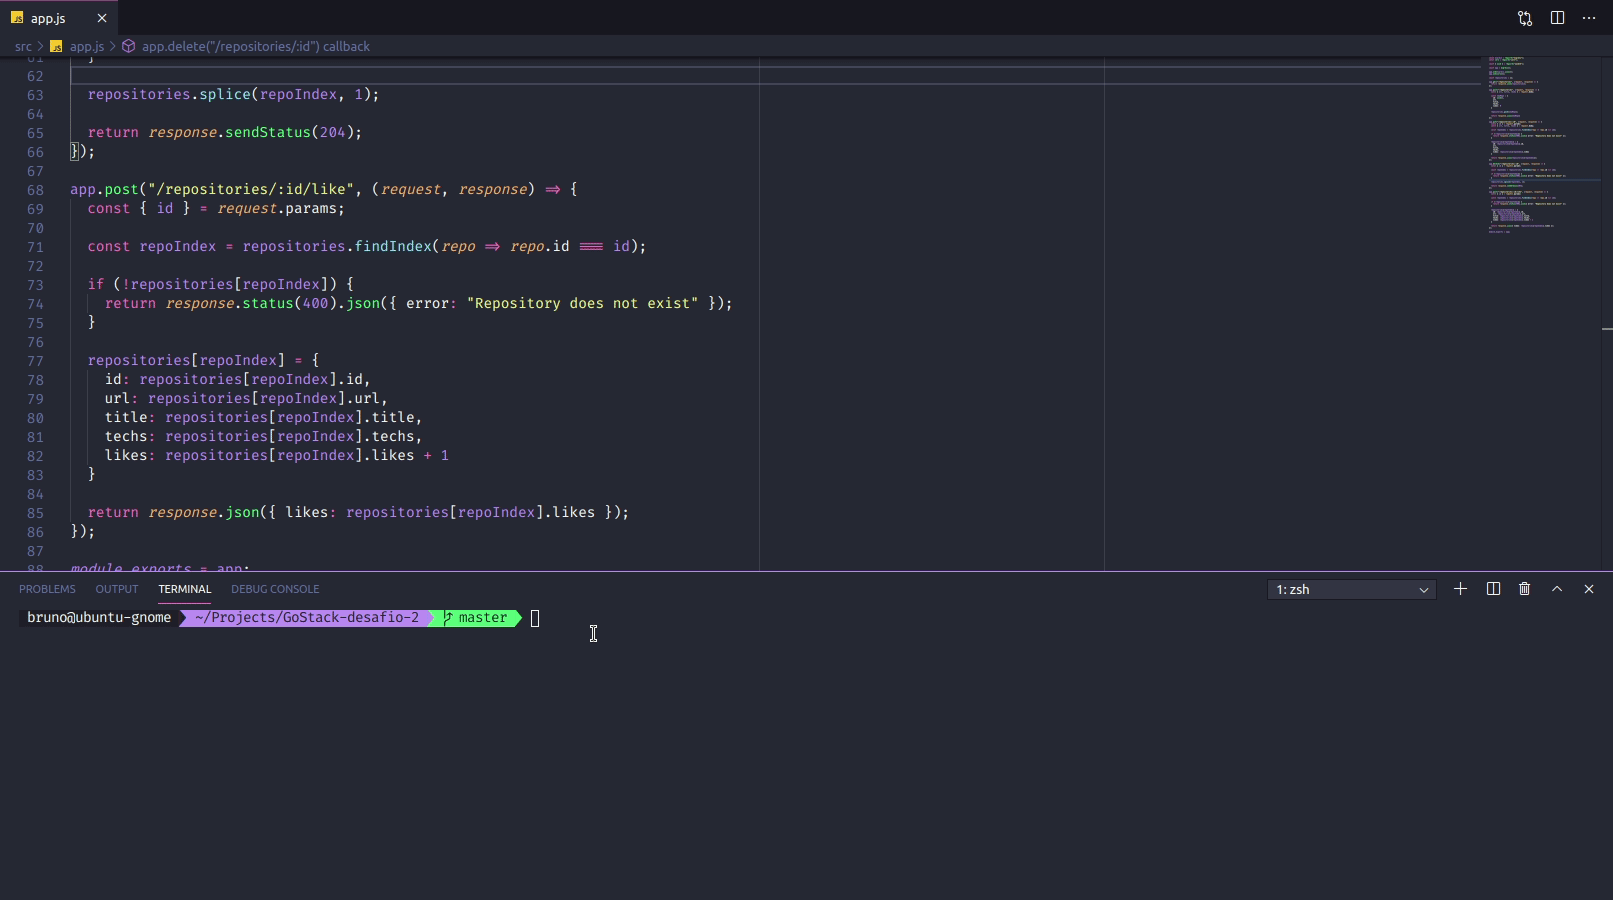 JS app.js
src > JS app.js > app.delete("/repositories/:id") callback
61 }
62
63 repositories.splice(repoIndex, 1);
64
65 return response.sendStatus(204);
66 });
67
68 app.post("/repositories/:id/like", (request, response) => {
69 const { id } = request.params;
70
71 const repoIndex = repositories.findIndex(repo => repo.id === id);
72
73 if (!repositories[repoIndex]) {
74 return response.status(400).json({ error: "Repository does not exist" });
75 }
76
77 repositories[repoIndex] = {
78 id: repositories[repoIndex].id,
79 url: repositories[repoIndex].url,
80 title: repositories[repoIndex].title,
81 techs: repositories[repoIndex].techs,
82 likes: repositories[repoIndex].likes + 1
83 }
84
85 return response.json({ likes: repositories[repoIndex].likes });
86 });
87
88 module.exports = app;
PROBLEMS OUTPUT TERMINAL DEBUG CONSOLE 1: zsh
bruno@ubuntu-gnome ~/Projects/GoStack-desafio-2 master